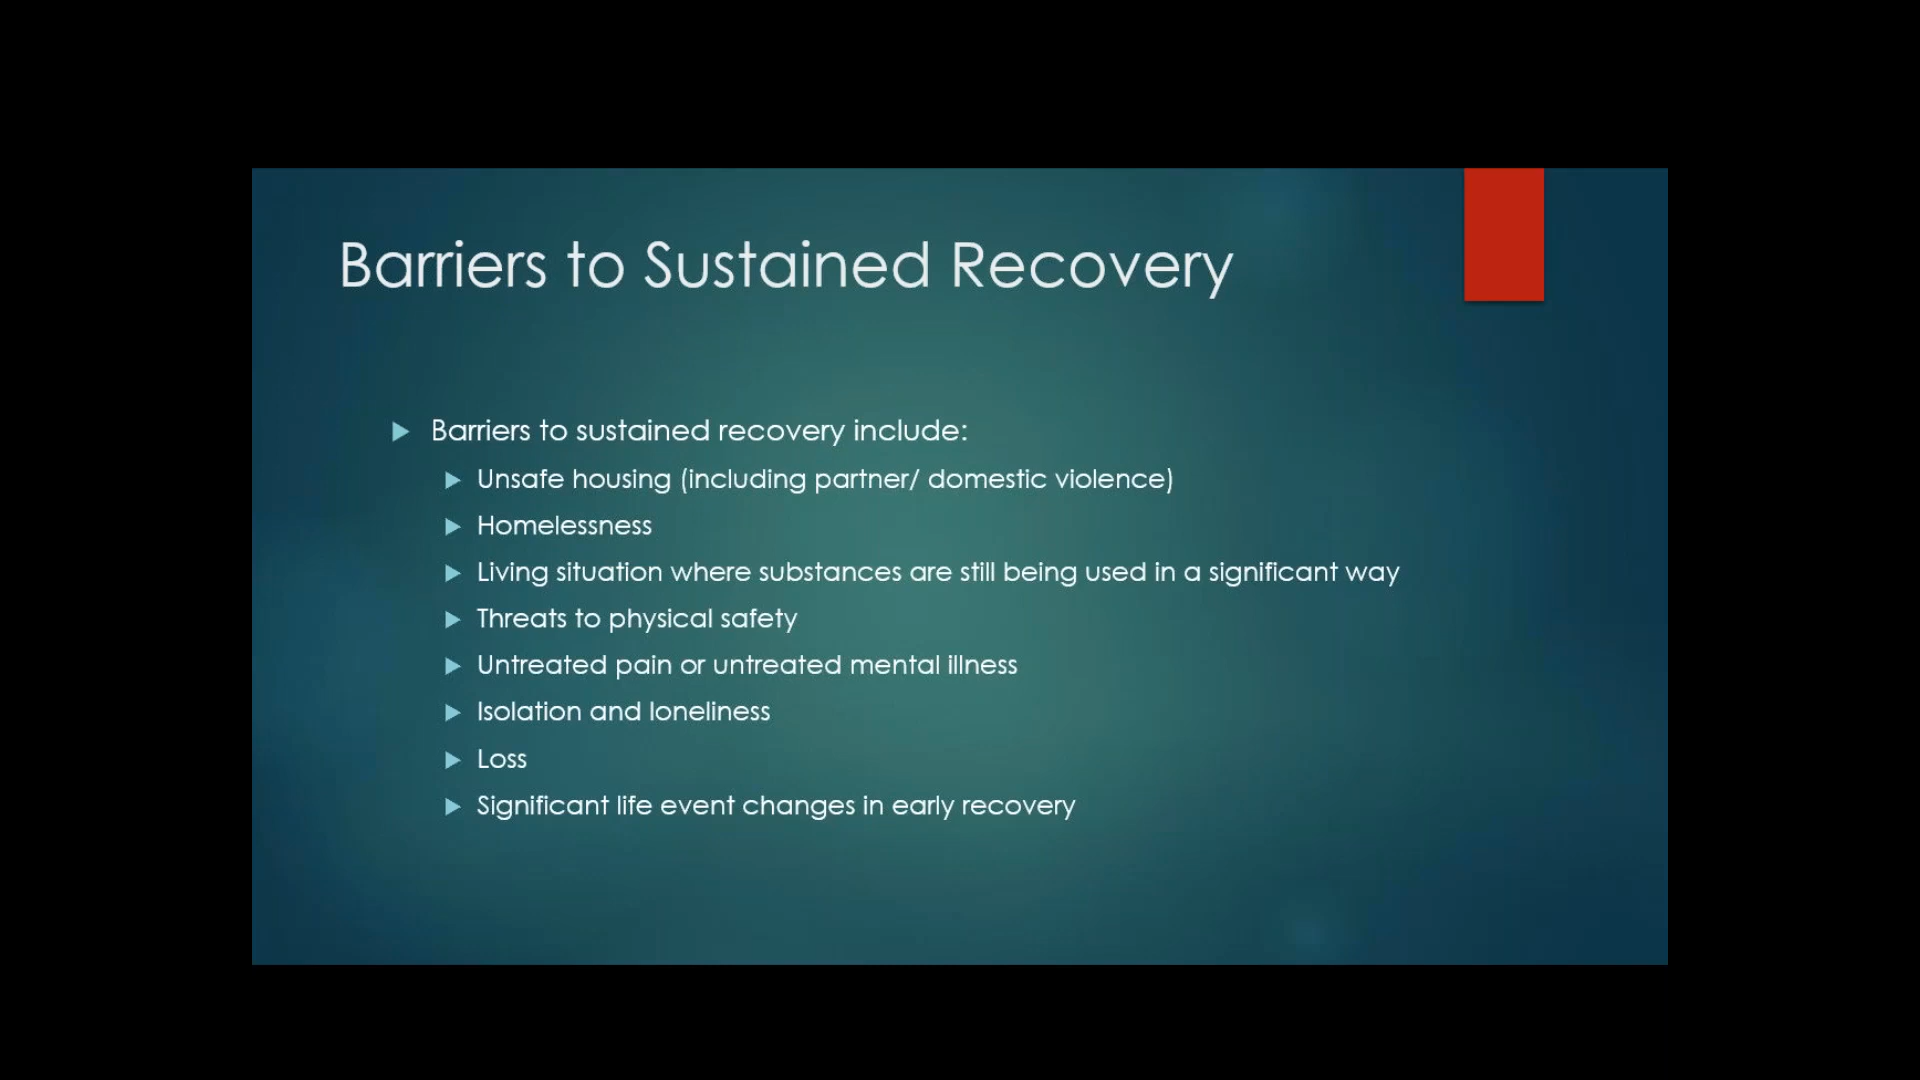 Barriers to Sustained Recovery
Barriers to sustained recovery include:
Unsafe housing (including partner/ domestic violence)
Homelessness
Living situation where substances are still being used in a significant way
Threats to physical safety
Untreated pain or untreated mental illness
Isolation and loneliness
Loss
Significant life event changes in early recovery